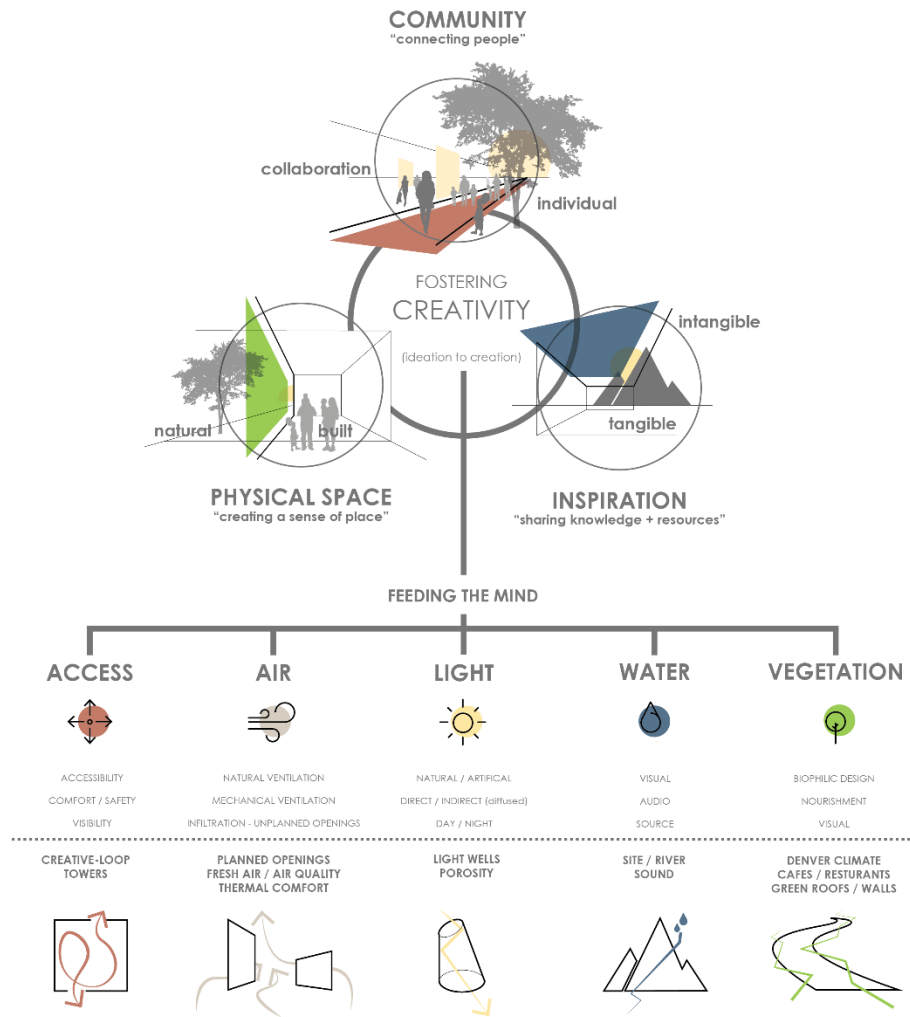 COMMUNITY
“connecting people”
collaboration
individual
FOSTERING
CREATIVITY
(ideation to creation)
intangible
tangible
natural
built
PHYSICAL SPACE
“creating a sense of place”
INSPIRATION
“sharing knowledge + resources”
FEEDING THE MIND
ACCESS
AIR
LIGHT
WATER
VEGETATION
ACCESSIBILITY
NATURAL VENTILATION
NATURAL / ARTIFICAL
VISUAL
BIOPHILIC DESIGN
COMFORT / SAFETY
MECHANICAL VENTILATION
DIRECT / INDIRECT (diffused)
AUDIO
NOURISHMENT
VISIBILITY
INFILTRATION - UNPLANNED OPENINGS
DAY / NIGHT
SOURCE
VISUAL
CREATIVE-LOOP
TOWERS
PLANNED OPENINGS
FRESH AIR / AIR QUALITY
THERMAL COMFORT
LIGHT WELLS
POROSITY
SITE / RIVER
SOUND
DENVER CLIMATE
CAFES / RESTURANTS
GREEN ROOFS / WALLS